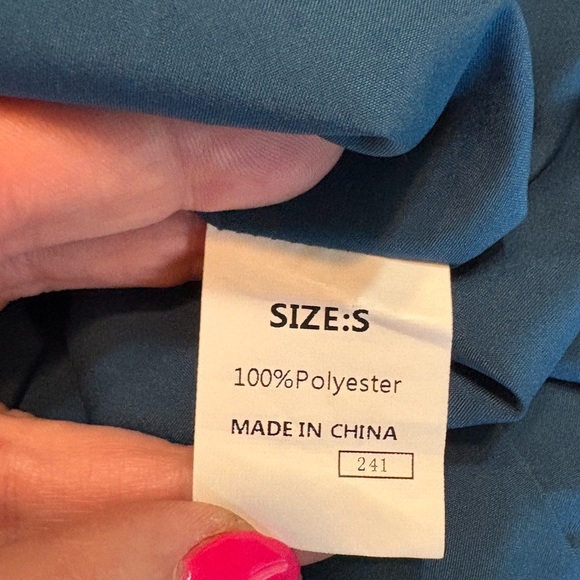 SIZE:S
100%Polyester
MADE IN CHINA
241